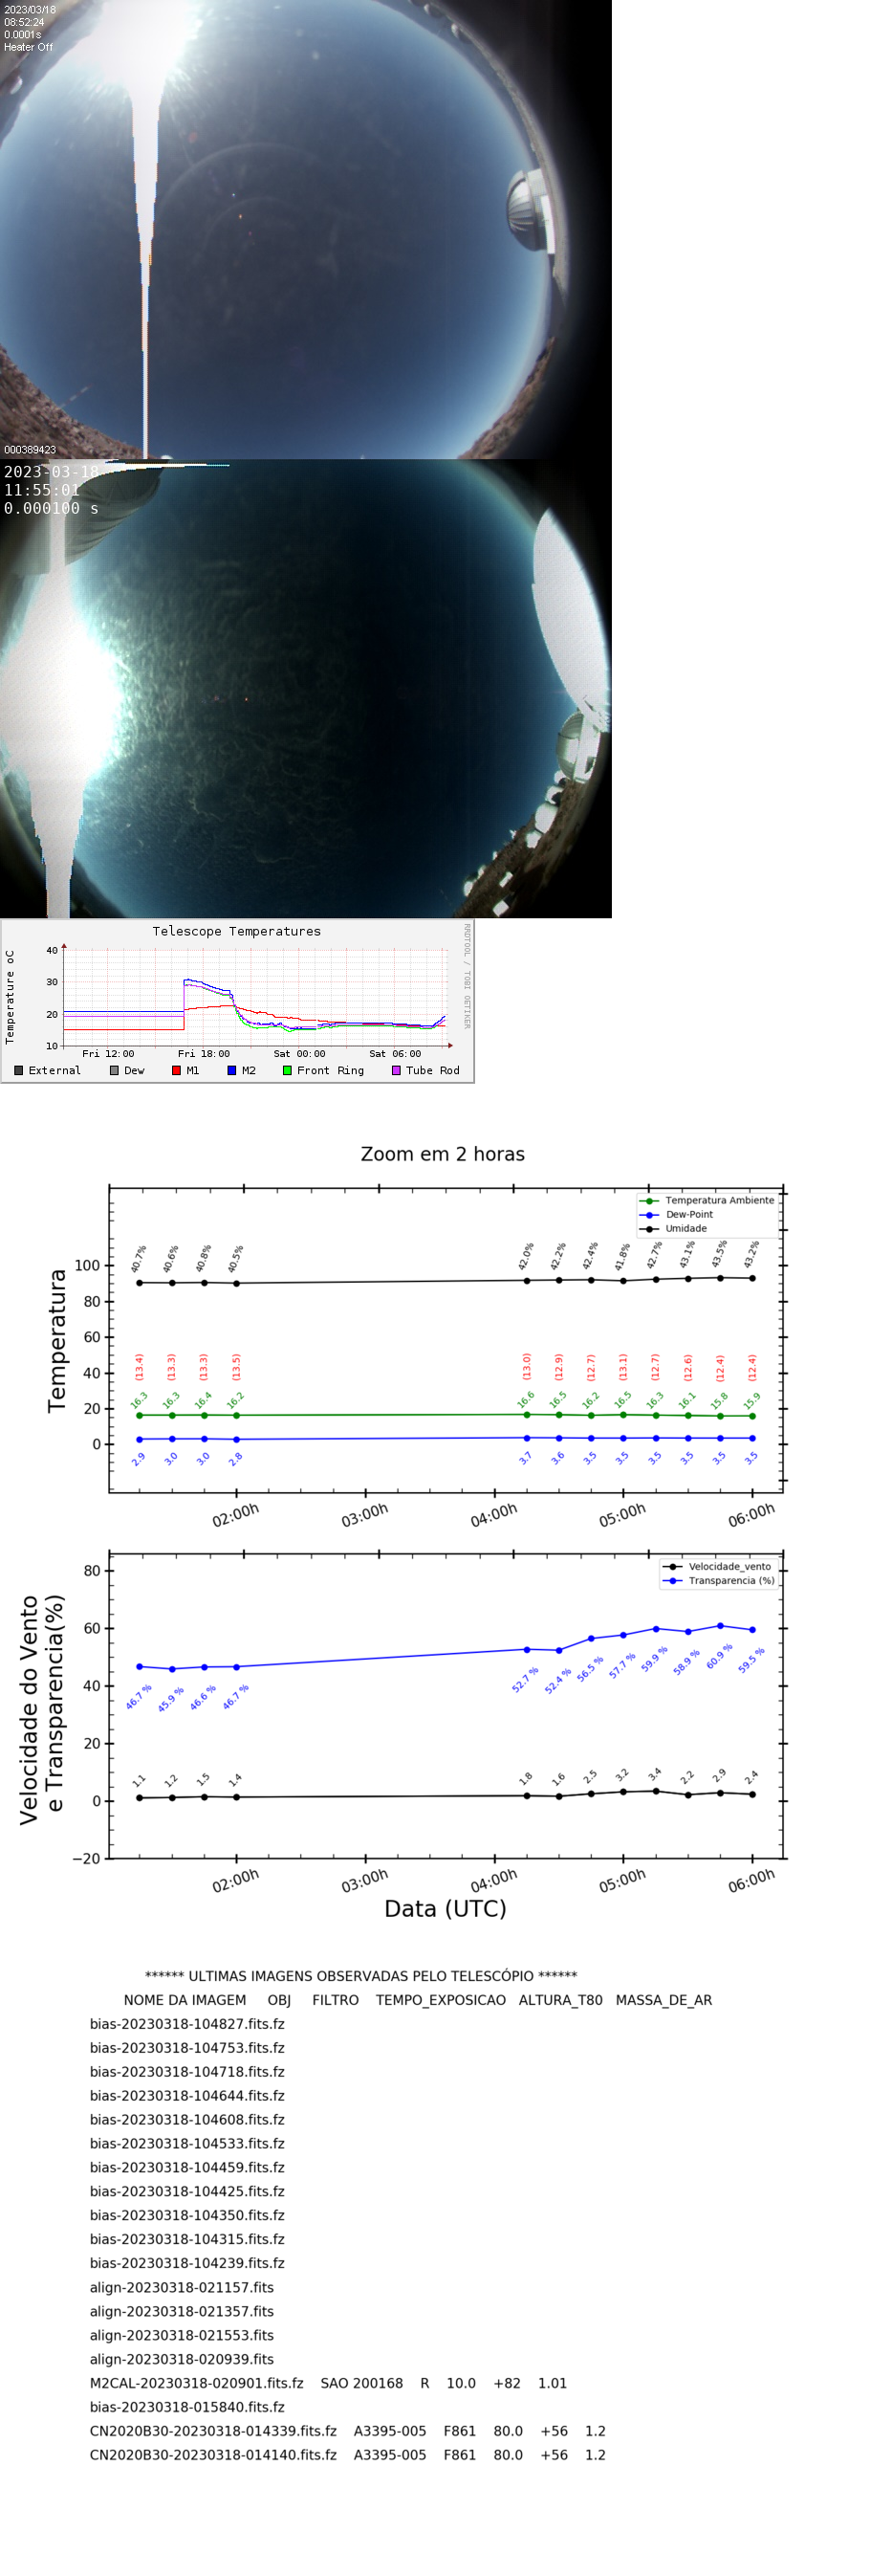 2023/03/18
08:52:24
0.0001s
Heater Off
000389423
2023-03-18
11:55:01
0.000100 s
Telescope Temperatures
Temperature oC
RRDTOOL / TOBI OETIKER
40
30
20
10
Fri 12:00 Fri 18:00 Sat 00:00 Sat 06:00
External Dew M1 M2 Front Ring Tube Rod
Zoom em 2 horas
Temperatura
Temperatura Ambiente
Dew-Point
Umidade
100
80
60
40
20
0
40.7% 40.6% 40.8% 40.5% 42.0% 42.2% 42.4% 41.8% 42.7% 43.1% 43.5% 43.2%
(13.4) (13.3) (13.3) (13.5) (13.0) (12.9) (12.7) (13.1) (12.7) (12.6) (12.4) (12.4)
16.3 16.3 16.4 16.2 16.6 16.5 16.2 16.5 16.3 16.1 15.8 15.9
2.9 3.0 3.0 2.8 3.7 3.6 3.5 3.5 3.5 3.5 3.5 3.5
02:00h 03:00h 04:00h 05:00h 06:00h
Velocidade do Vento
e Transparencia(%)
Velocidade_vento
Transparencia (%)
80
60
40
20
0
−20
46.7 % 45.9 % 46.6 % 46.7 % 52.7 % 52.4 % 56.5 % 57.7 % 59.9 % 58.9 % 60.9 % 59.5 %
1.1 1.2 1.5 1.4 1.8 1.6 2.5 3.2 3.4 2.2 2.9 2.4
02:00h 03:00h 04:00h 05:00h 06:00h
Data (UTC)
****** ULTIMAS IMAGENS OBSERVADAS PELO TELESCÓPIO ******
NOME DA IMAGEM OBJ FILTRO TEMPO_EXPOSICAO ALTURA_T80 MASSA_DE_AR
bias-20230318-104827.fits.fz
bias-20230318-104753.fits.fz
bias-20230318-104718.fits.fz
bias-20230318-104644.fits.fz
bias-20230318-104608.fits.fz
bias-20230318-104533.fits.fz
bias-20230318-104459.fits.fz
bias-20230318-104425.fits.fz
bias-20230318-104350.fits.fz
bias-20230318-104315.fits.fz
bias-20230318-104239.fits.fz
align-20230318-021157.fits
align-20230318-021357.fits
align-20230318-021553.fits
align-20230318-020939.fits
M2CAL-20230318-020901.fits.fz SAO 200168 R 10.0 +82 1.01
bias-20230318-015840.fits.fz
CN2020B30-20230318-014339.fits.fz A3395-005 F861 80.0 +56 1.2
CN2020B30-20230318-014140.fits.fz A3395-005 F861 80.0 +56 1.2